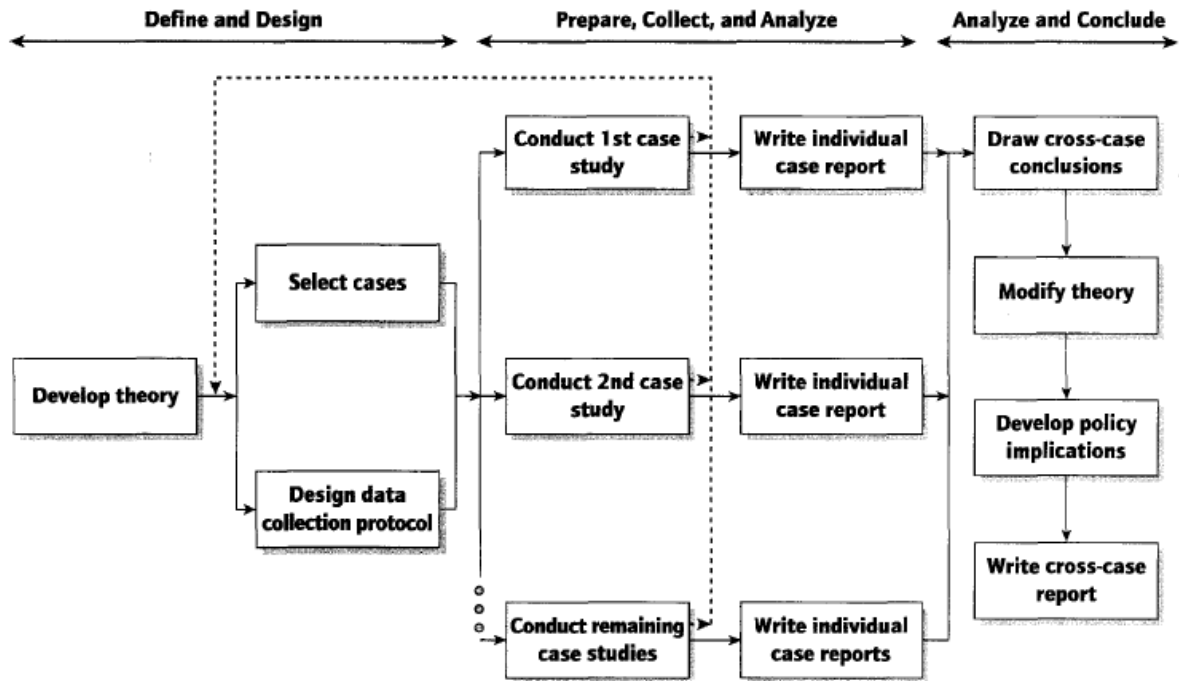 Define and Design
Prepare, Collect, and Analyze
Analyze and Conclude
Develop theory
Select cases
Design data
collection protocol
Conduct 1st case
study
Write individual
case report
Conduct 2nd case
study
Write individual
case report
Conduct remaining
case studies
Write individual
case reports
Draw cross-case
conclusions
Modify theory
Develop policy
implications
Write cross-case
report